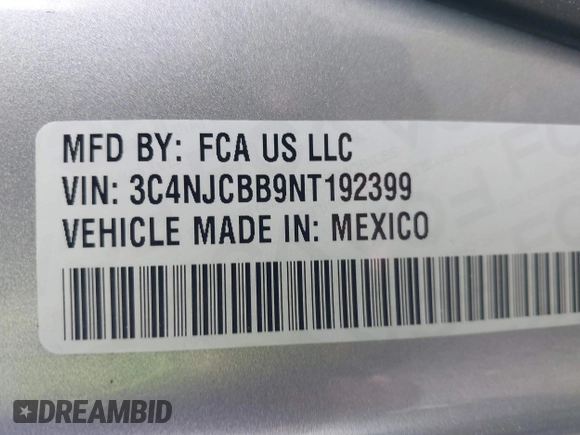 MFD BY: FCA US LLC
VIN: 3C4NJCBB9NT192399
VEHICLE MADE IN: MEXICO
DREAMBID